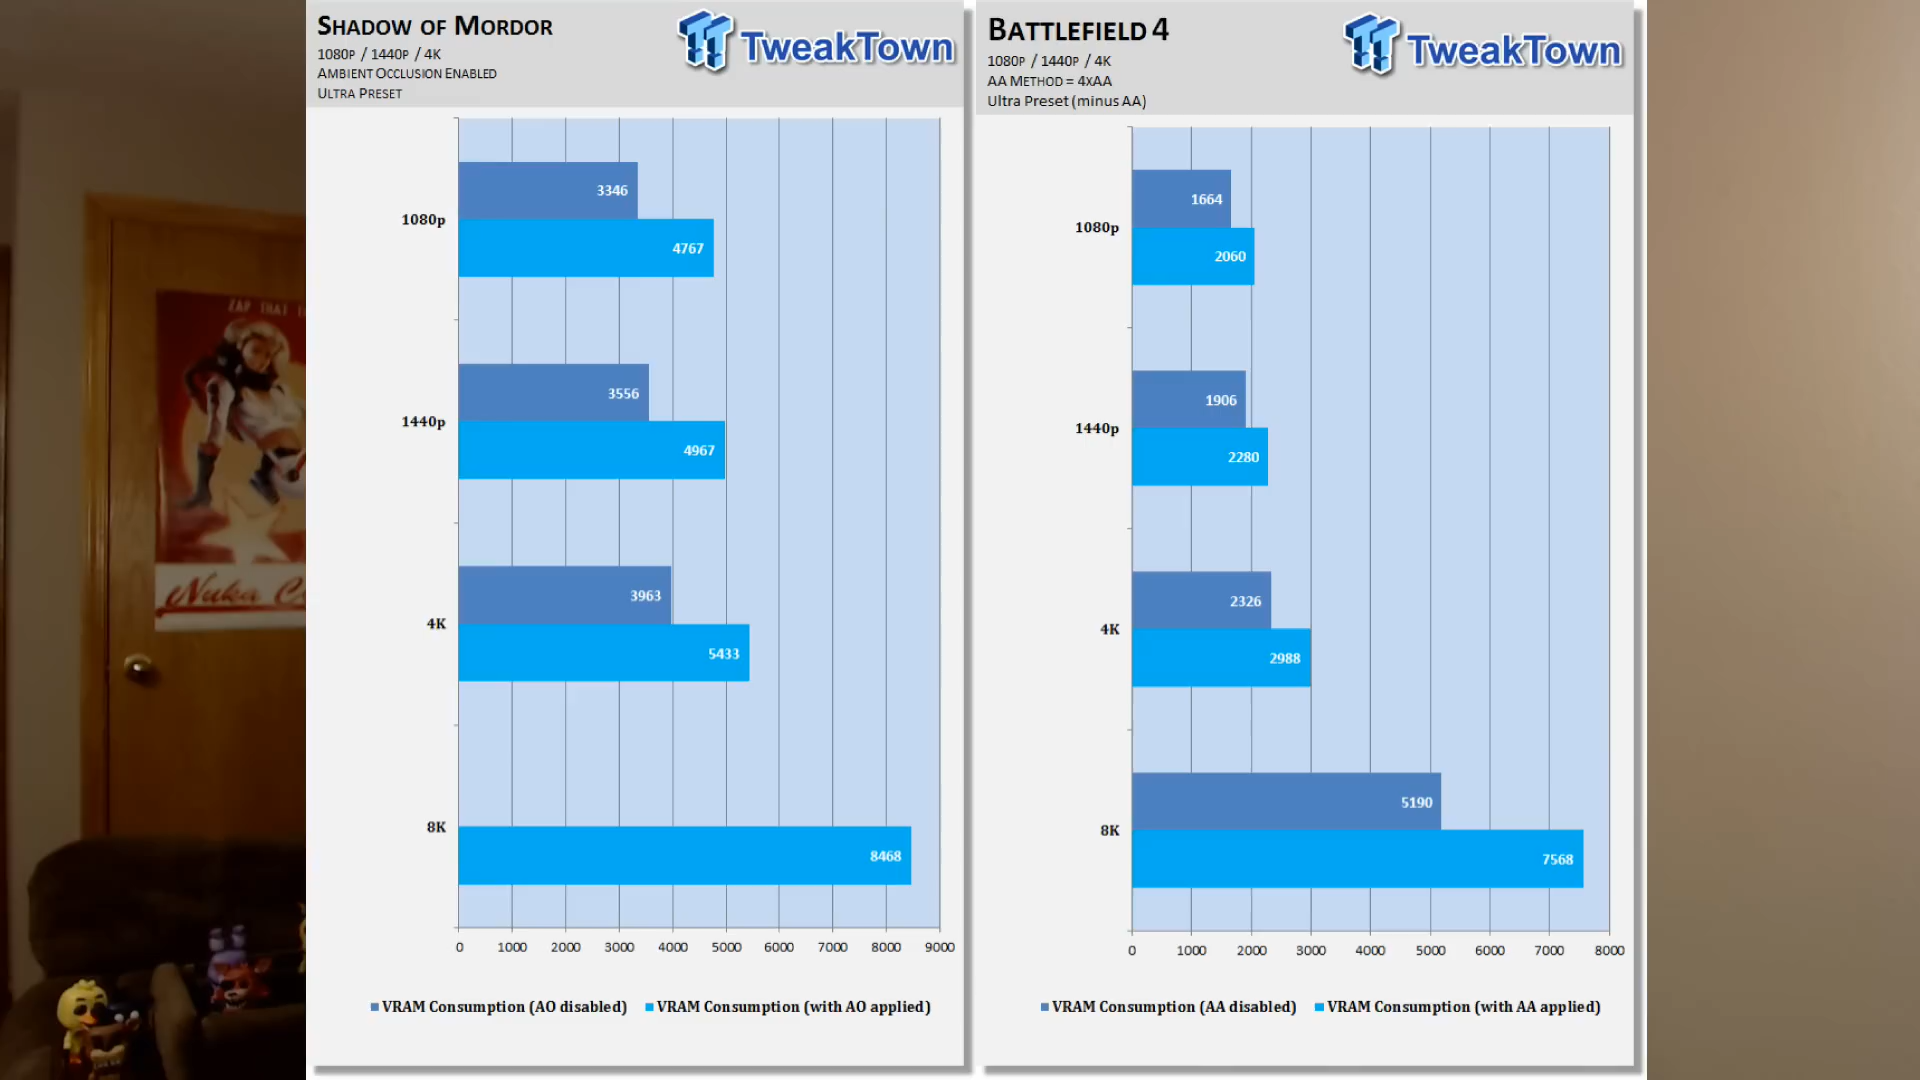 SHADOW OF MORDOR
1080P / 1440P / 4K
AMBIENT OCCLUSION ENABLED
ULTRA PRESET
TweakTown
1080p
3346
4767
1440p
3556
4967
4K
3963
5433
8K
8468
0 1000 2000 3000 4000 5000 6000 7000 8000 9000
VRAM Consumption (AO disabled) VRAM Consumption (with AO applied)
BATTLEFIELD 4
1080P / 1440P / 4K
AA METHOD = 4XAA
Ultra Preset (minus AA)
TweakTown
1080p
1664
2060
1440p
1906
2280
4K
2326
2988
8K
5190
7568
0 1000 2000 3000 4000 5000 6000 7000 8000
VRAM Consumption (AA disabled) VRAM Consumption (with AA applied)
ZAP THAT
Nuka